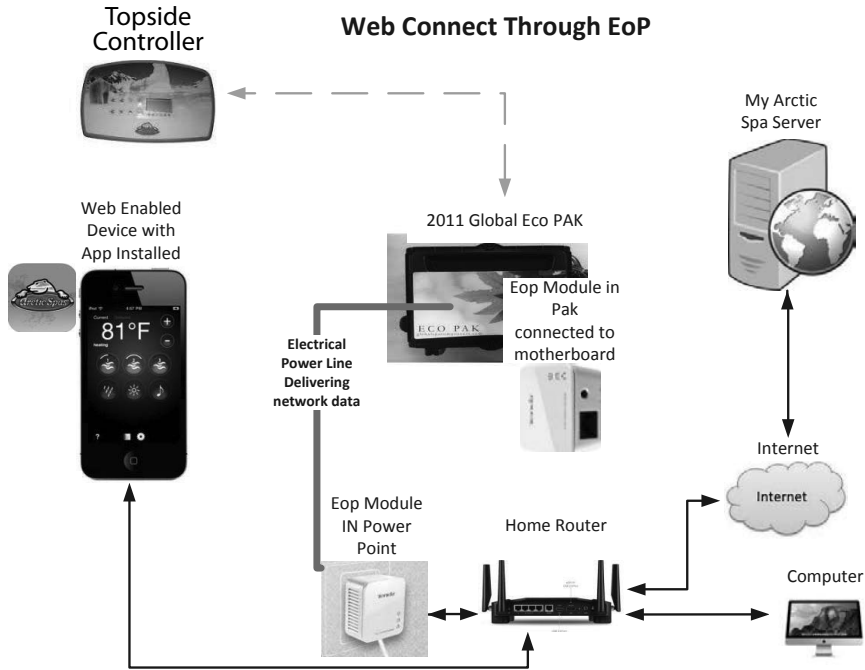 Topside
Controller
Web Connect Through EoP
My Arctic
Spa Server
Web Enabled
Device with
App Installed
2011 Global Eco PAK
Arctic Spas
81°F
Eop Module in
Pak
connected to
motherboard
ECO PAK
Electrical
Power Line
Delivering
network data
Internet
Internet
Eop Module
IN Power
Point
Home Router
Computer